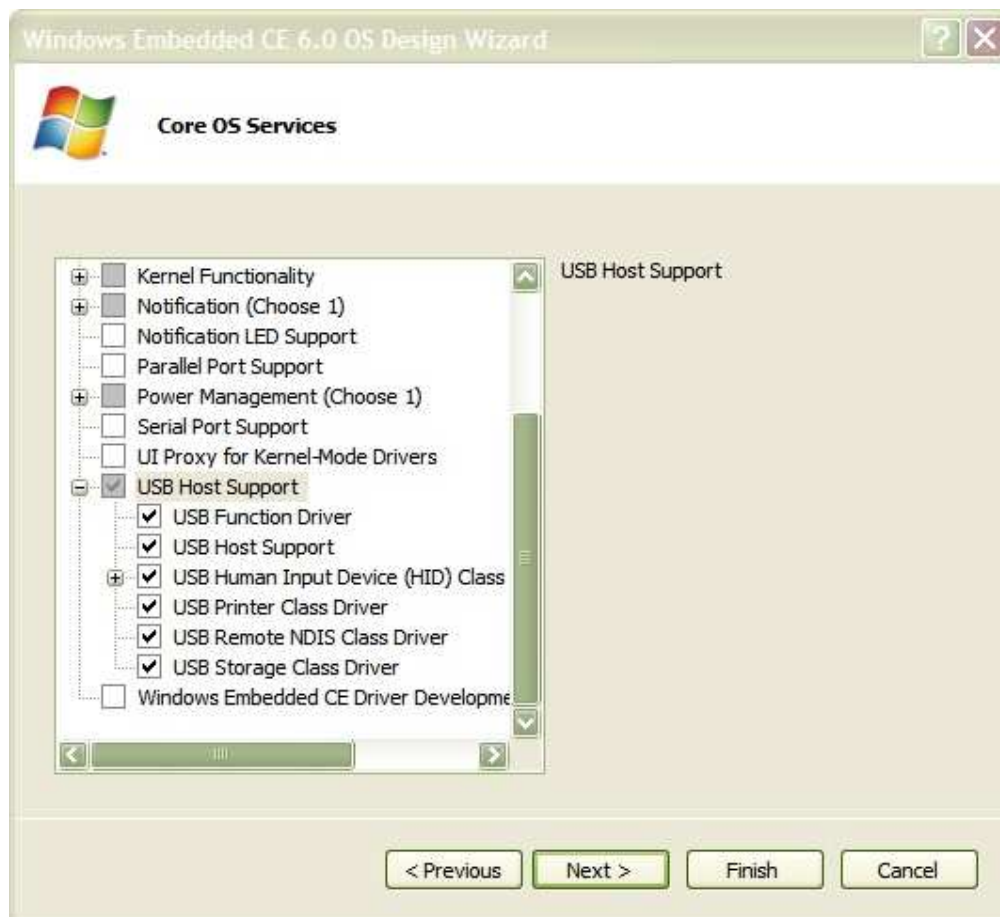 Windows Embedded CE 6.0 OS Design Wizard
Core OS Services
Kernel Functionality
Notification (Choose 1)
Notification LED Support
Parallel Port Support
Power Management (Choose 1)
Serial Port Support
UI Proxy for Kernel-Mode Drivers
USB Host Support
USB Function Driver
USB Host Support
USB Human Input Device (HID) Class
USB Printer Class Driver
USB Remote NDIS Class Driver
USB Storage Class Driver
Windows Embedded CE Driver Developme
USB Host Support
< Previous
Next >
Finish
Cancel